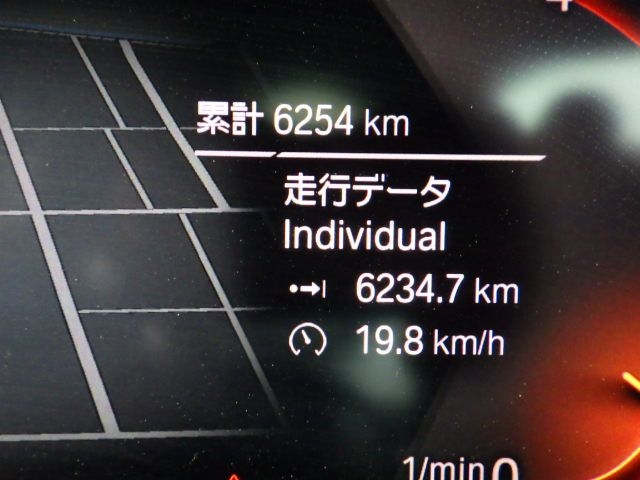 累計 6254 km
走行データ
Individual
6234.7 km
19.8 km/h
1/min 0